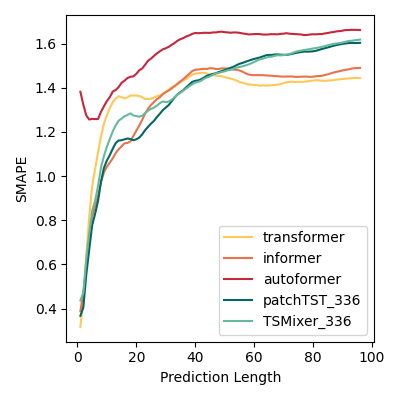 1.6
1.4
1.2
1.0
0.8
0.6
0.4
SMAPE
transformer
informer
autoformer
patchTST_336
TSMixer_336
0 20 40 60 80 100
Prediction Length